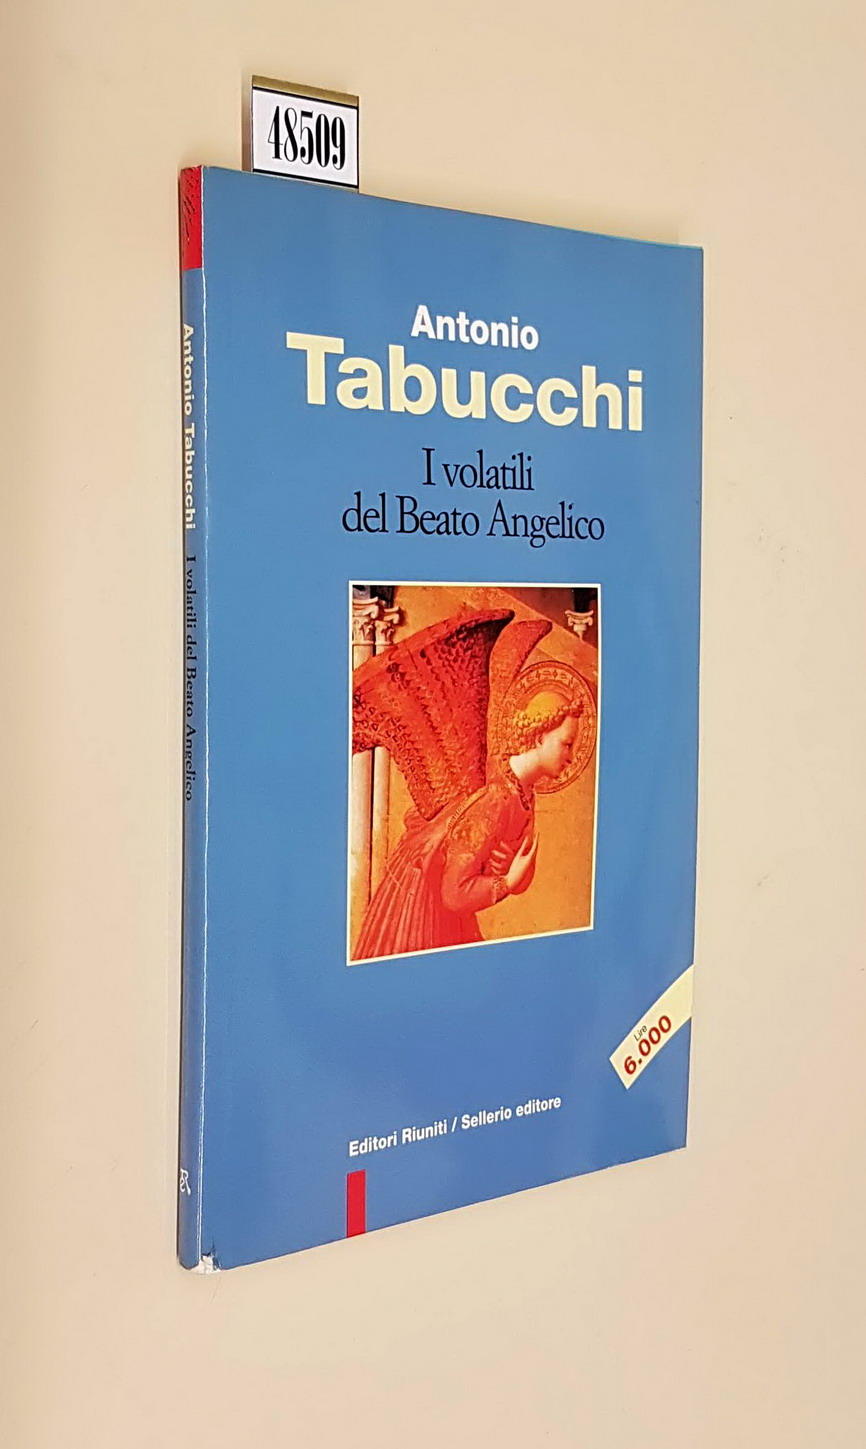 48509
Antonio
Tabucchi
I volatili
del Beato Angelico
Lire
6.000
Editori Riuniti / Sellerio editore
Antonio Tabucchi I volatili del Beato Angelico